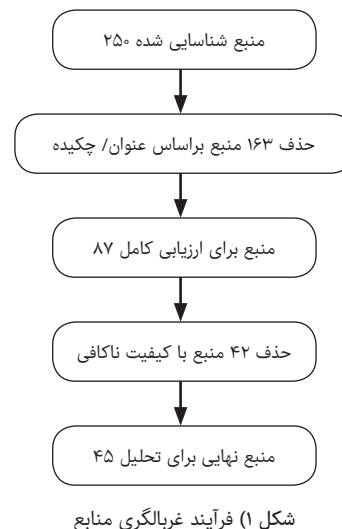 منبع شناسایی شده ۲۵۰
حذف ۱۶۳ منبع براساس عنوان/ چکیده
منبع برای ارزیابی کامل ۸۷
حذف ۴۲ منبع با کیفیت ناکافی
منبع نهایی برای تحلیل ۴۵
شکل ۱) فرآیند غربالگری منابع